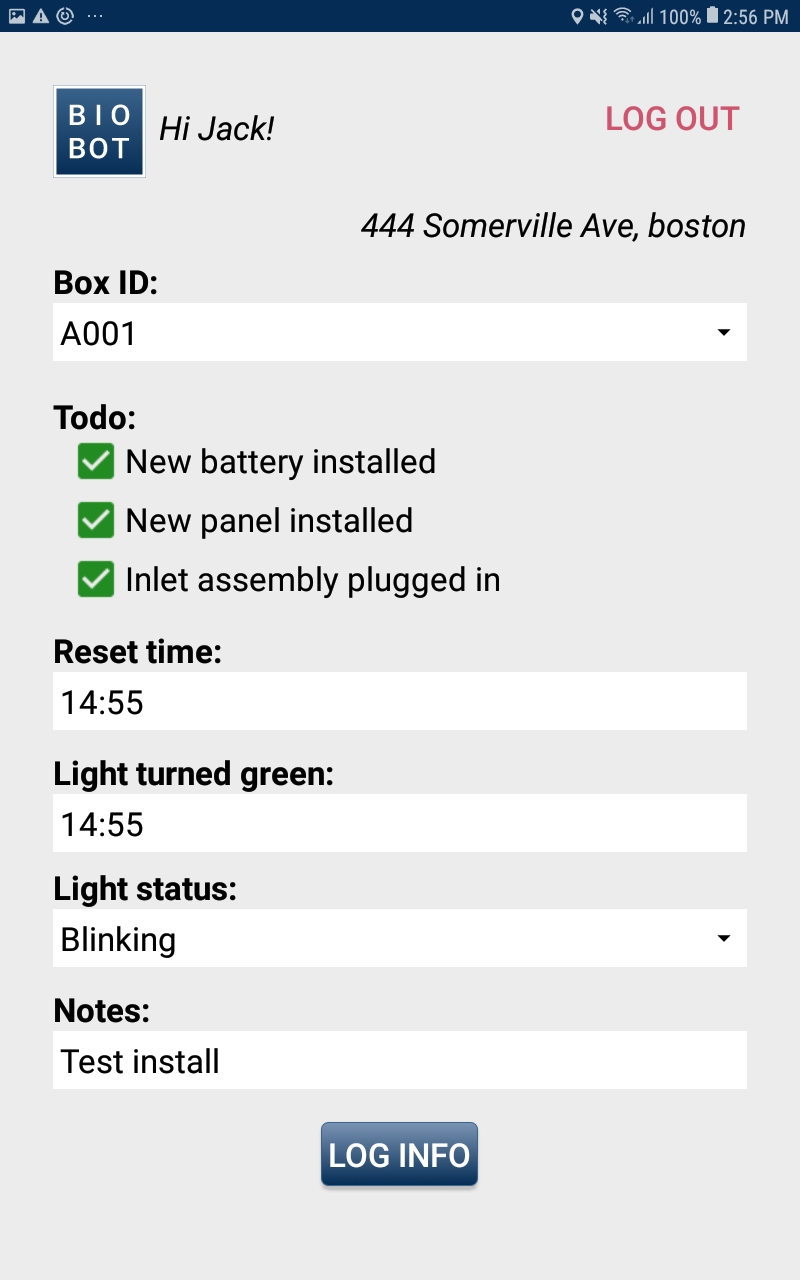 100% 2:56 PM
BIO
BOT
Hi Jack!
LOG OUT
444 Somerville Ave, boston
Box ID:
A001
Todo:
New battery installed
New panel installed
Inlet assembly plugged in
Reset time:
14:55
Light turned green:
14:55
Light status:
Blinking
Notes:
Test install
LOG INFO